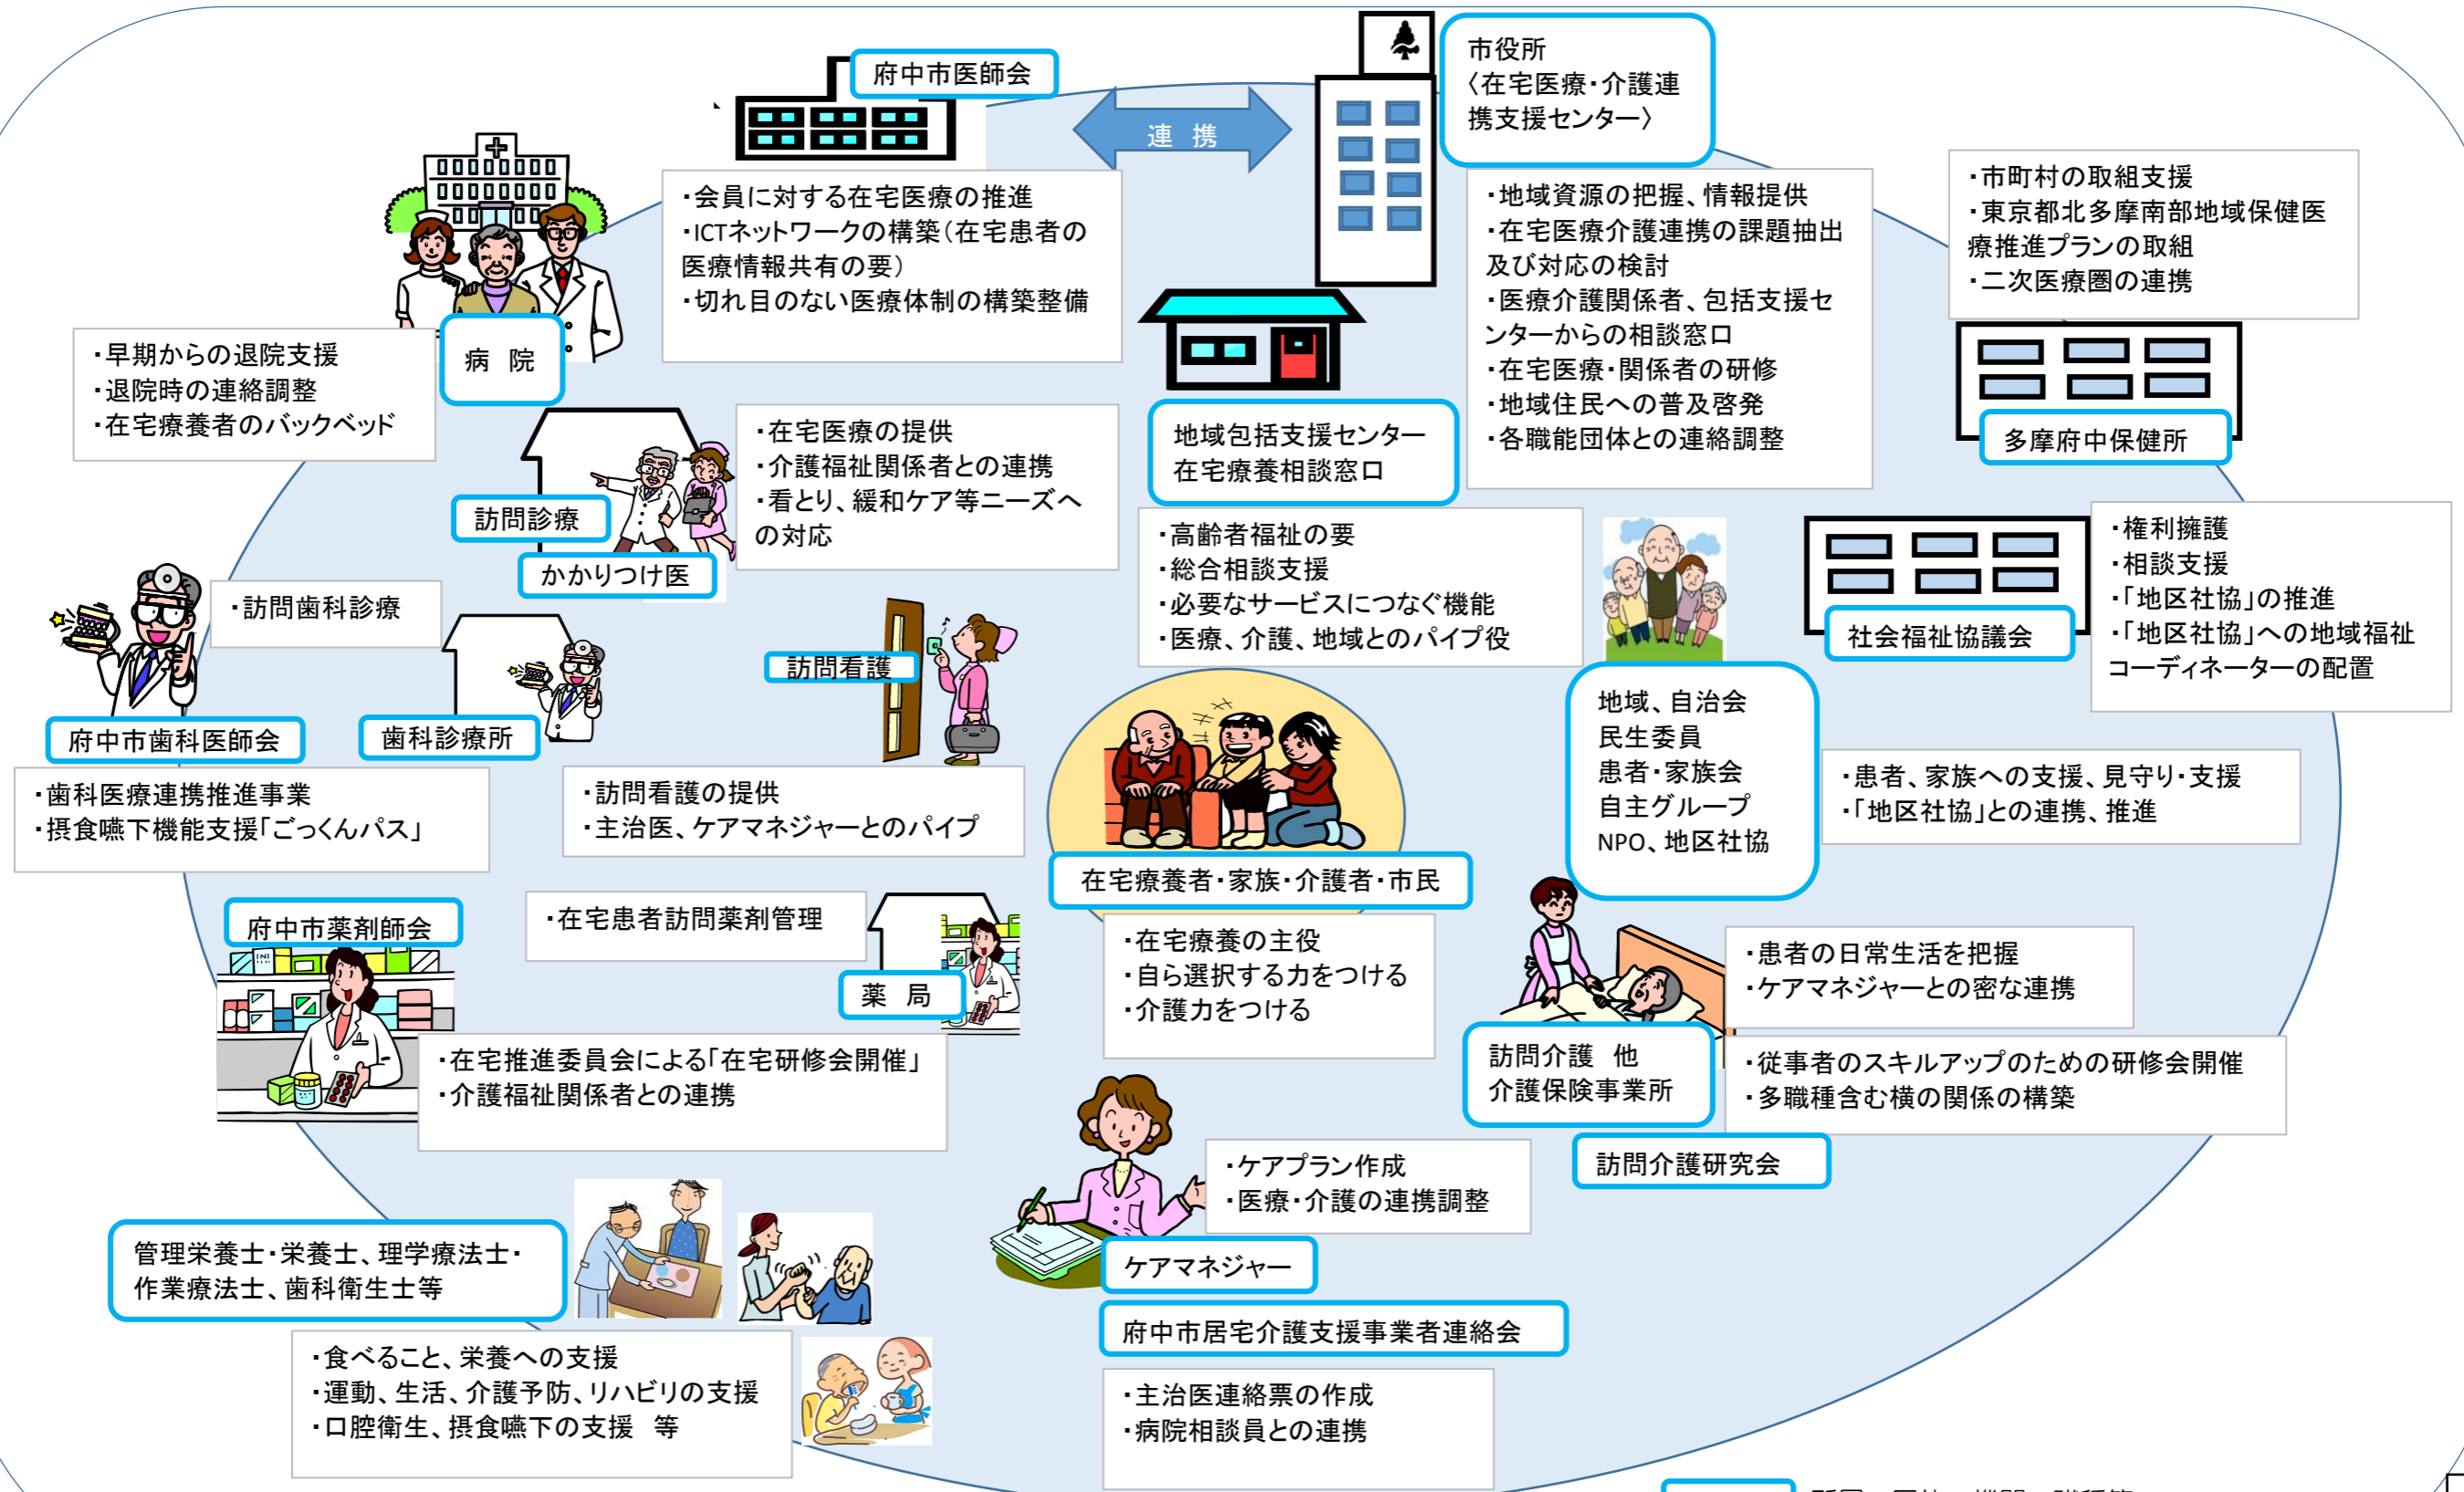 府中市医師会
連 携
市役所
〈在宅医療・介護連
携支援センター〉
・会員に対する在宅医療の推進
・ICTネットワークの構築（在宅患者の
医療情報共有の要）
・切れ目のない医療体制の構築整備
・地域資源の把握、情報提供
・在宅医療介護連携の課題抽出
及び対応の検討
・医療介護関係者、包括支援セ
ンターからの相談窓口
・在宅医療・関係者の研修
・地域住民への普及啓発
・各職能団体との連絡調整
・市町村の取組支援
・東京都北多摩南部地域保健医
療推進プランの取組
・二次医療圏の連携
多摩府中保健所
病 院
・早期からの退院支援
・退院時の連絡調整
・在宅療養者のバックベッド
訪問診療
かかりつけ医
・在宅医療の提供
・介護福祉関係者との連携
・看とり、緩和ケア等ニーズへ
の対応
地域包括支援センター
在宅療養相談窓口
・高齢者福祉の要
・総合相談支援
・必要なサービスにつなぐ機能
・医療、介護、地域とのパイプ役
社会福祉協議会
・権利擁護
・相談支援
・「地区社協」の推進
・「地区社協」への地域福祉
コーディネーターの配置
・訪問歯科診療
府中市歯科医師会
歯科診療所
・歯科医療連携推進事業
・摂食嚥下機能支援「ごっくんパス」
訪問看護
・訪問看護の提供
・主治医、ケアマネジャーとのパイプ
地域、自治会
民生委員
患者・家族会
自主グループ
NPO、地区社協
・患者、家族への支援、見守り・支援
・「地区社協」との連携、推進
在宅療養者・家族・介護者・市民
・在宅療養の主役
・自ら選択する力をつける
・介護力をつける
府中市薬剤師会
・在宅患者訪問薬剤管理
薬 局
・在宅推進委員会による「在宅研修会開催」
・介護福祉関係者との連携
・患者の日常生活を把握
・ケアマネジャーとの密な連携
訪問介護 他
介護保険事業所
・従事者のスキルアップのための研修会開催
・多職種含む横の関係の構築
訪問介護研究会
・ケアプラン作成
・医療・介護の連携調整
ケアマネジャー
府中市居宅介護支援事業者連絡会
・主治医連絡票の作成
・病院相談員との連携
管理栄養士・栄養士、理学療法士・
作業療法士、歯科衛生士等
・食べること、栄養への支援
・運動、生活、介護予防、リハビリの支援
・口腔衛生、摂食嚥下の支援 等